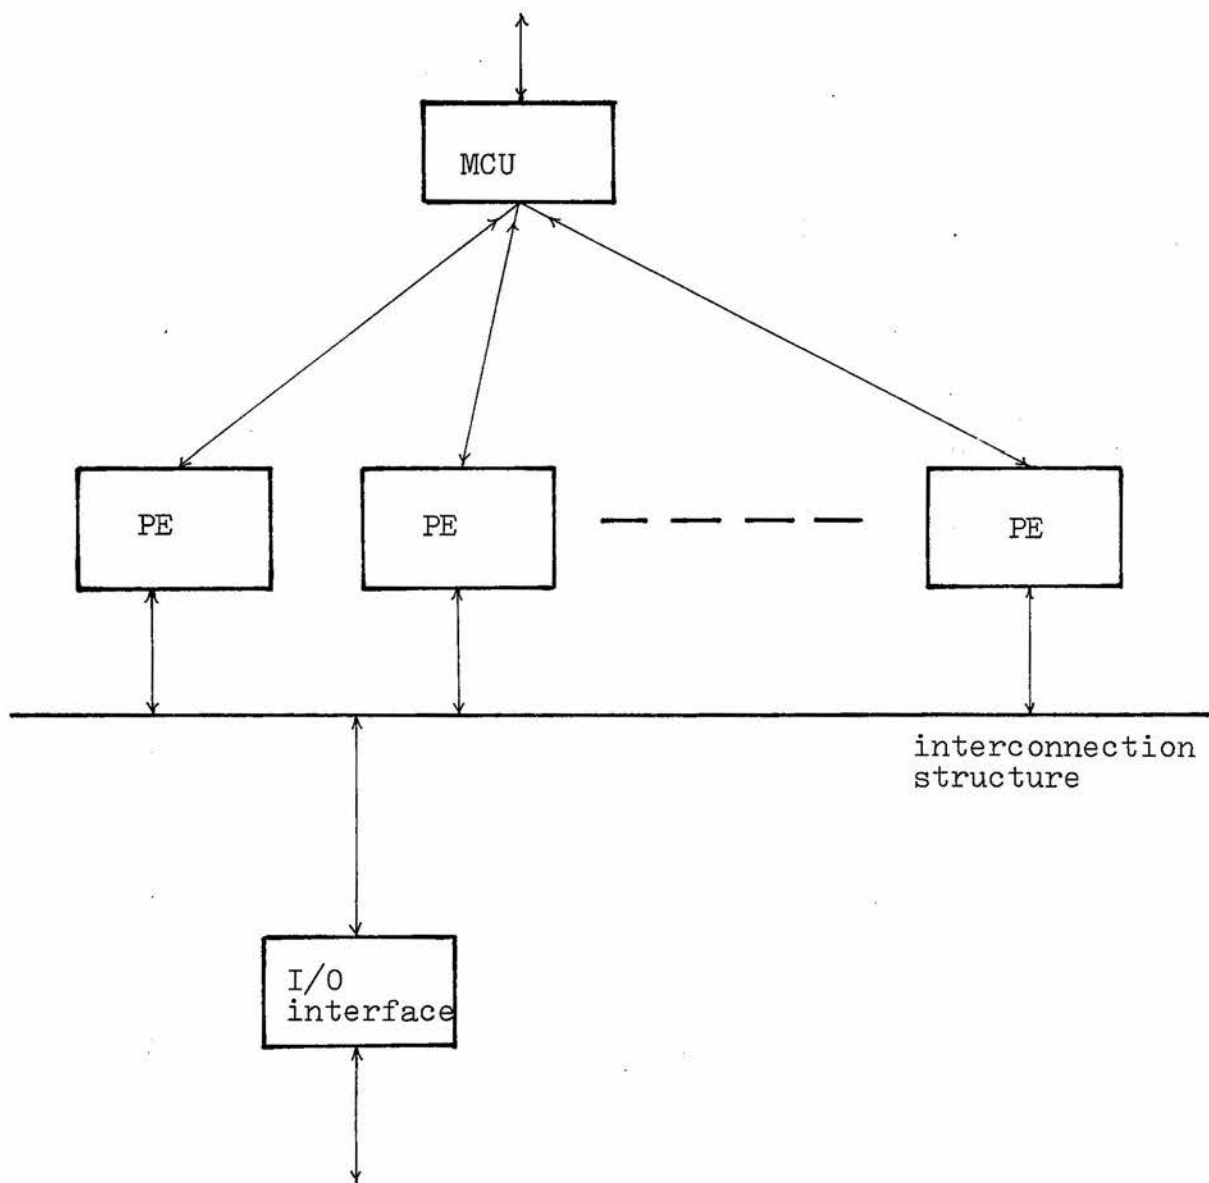 MCU
PE
PE
PE
interconnection
structure
I/O
interface